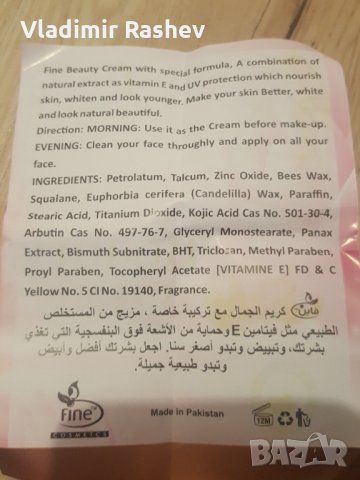 Vladimir Rashev
Fine Beauty Cream with special formula, A combination of
natural extract as vitamin E and UV protection which nourish
skin, whiten and look younger. Make your skin Better, white
and look natural beautiful.
Direction: MORNING: Use it as the Cream before make-up.
EVENING: Clean your face throughly and apply on all your
face.
INGREDIENTS: Petrolatum, Talcum, Zinc Oxide, Bees Wax,
Squalane, Euphorbia cerifera (Candelilla) Wax, Paraffin,
Stearic Acid, Titanium Dioxide, Kojic Acid Cas No. 501-30-4,
Arbutin Cas No. 497-76-7, Glyceryl Monostearate, Panax
Extract, Bismuth Subnitrate, BHT, Triclosan, Methyl Paraben,
Proyl Paraben, Tocopheryl Acetate [VITAMINE E] FD & C
Yellow No. 5 CI No. 19140, Fragrance.
فاين كريم الجمال مع تركيبة خاصة ، مزيج من المستخلص
الطبيعي مثل فيتامين E وحماية من الأشعة فوق البنفسجية التي تغذي
بشرتك، وتبييض وتبدو أصغر سنا. اجعل بشرتك أفضل وأبيض
وتبدو طبيعية جميلة.
Fine
COSMETCS
Made in Pakistan
12M
BAZAR